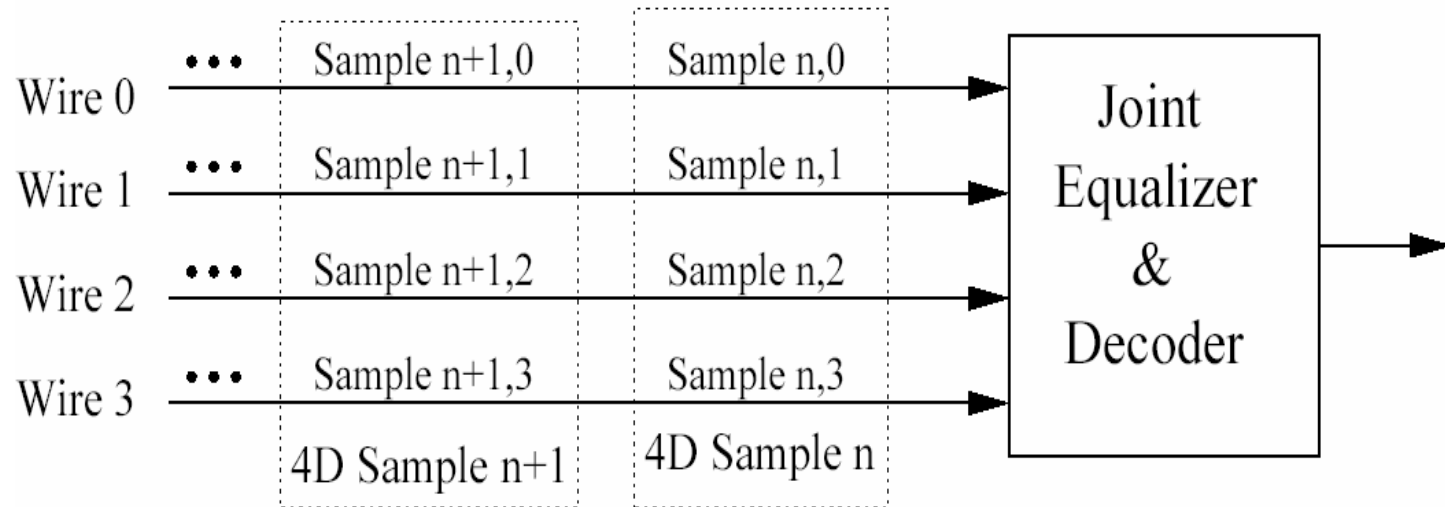 Wire 0
••• Sample n+1,0 Sample n,0
Wire 1
••• Sample n+1,1 Sample n,1
Wire 2
••• Sample n+1,2 Sample n,2
Wire 3
••• Sample n+1,3 Sample n,3
4D Sample n+1
4D Sample n
Joint
Equalizer
&
Decoder